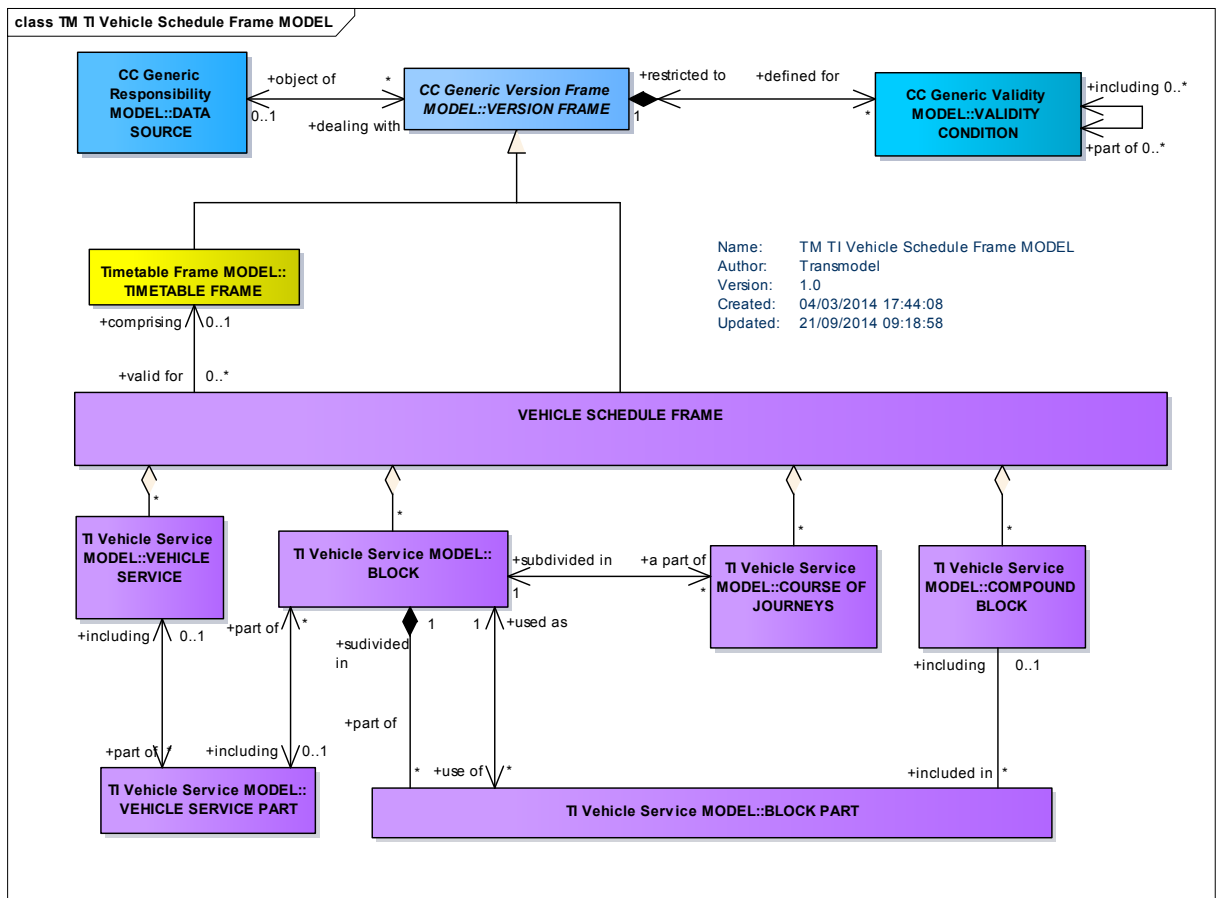 class TM TI Vehicle Schedule Frame MODEL
CC Generic
Responsibility
MODEL::DATA
SOURCE
+object of
*
0..1
+dealing with
CC Generic Version Frame
MODEL::VERSION FRAME
+restricted to
+defined for
1
*
CC Generic Validity
MODEL::VALIDITY
CONDITION
+including 0..*
+part of 0..*
Timetable Frame MODEL::
TIMETABLE FRAME
Name: TM TI Vehicle Schedule Frame MODEL
Author: Transmodel
Version: 1.0
Created: 04/03/2014 17:44:08
Updated: 21/09/2014 09:18:58
+comprising 0..1
+valid for 0..*
VEHICLE SCHEDULE FRAME
*
*
*
*
TI Vehicle Service
MODEL::VEHICLE
SERVICE
TI Vehicle Service MODEL::
BLOCK
+subdivided in
+a part of
1
*
TI Vehicle Service
MODEL::COURSE OF
JOURNEYS
TI Vehicle Service
MODEL::COMPOUND
BLOCK
+including 0..1
+part of *
+sudivided
in
1
1 +used as
+including 0..1
+part of *
+including 0..1
+part of
*
+use of *
+included in *
TI Vehicle Service MODEL::
VEHICLE SERVICE PART
TI Vehicle Service MODEL::BLOCK PART